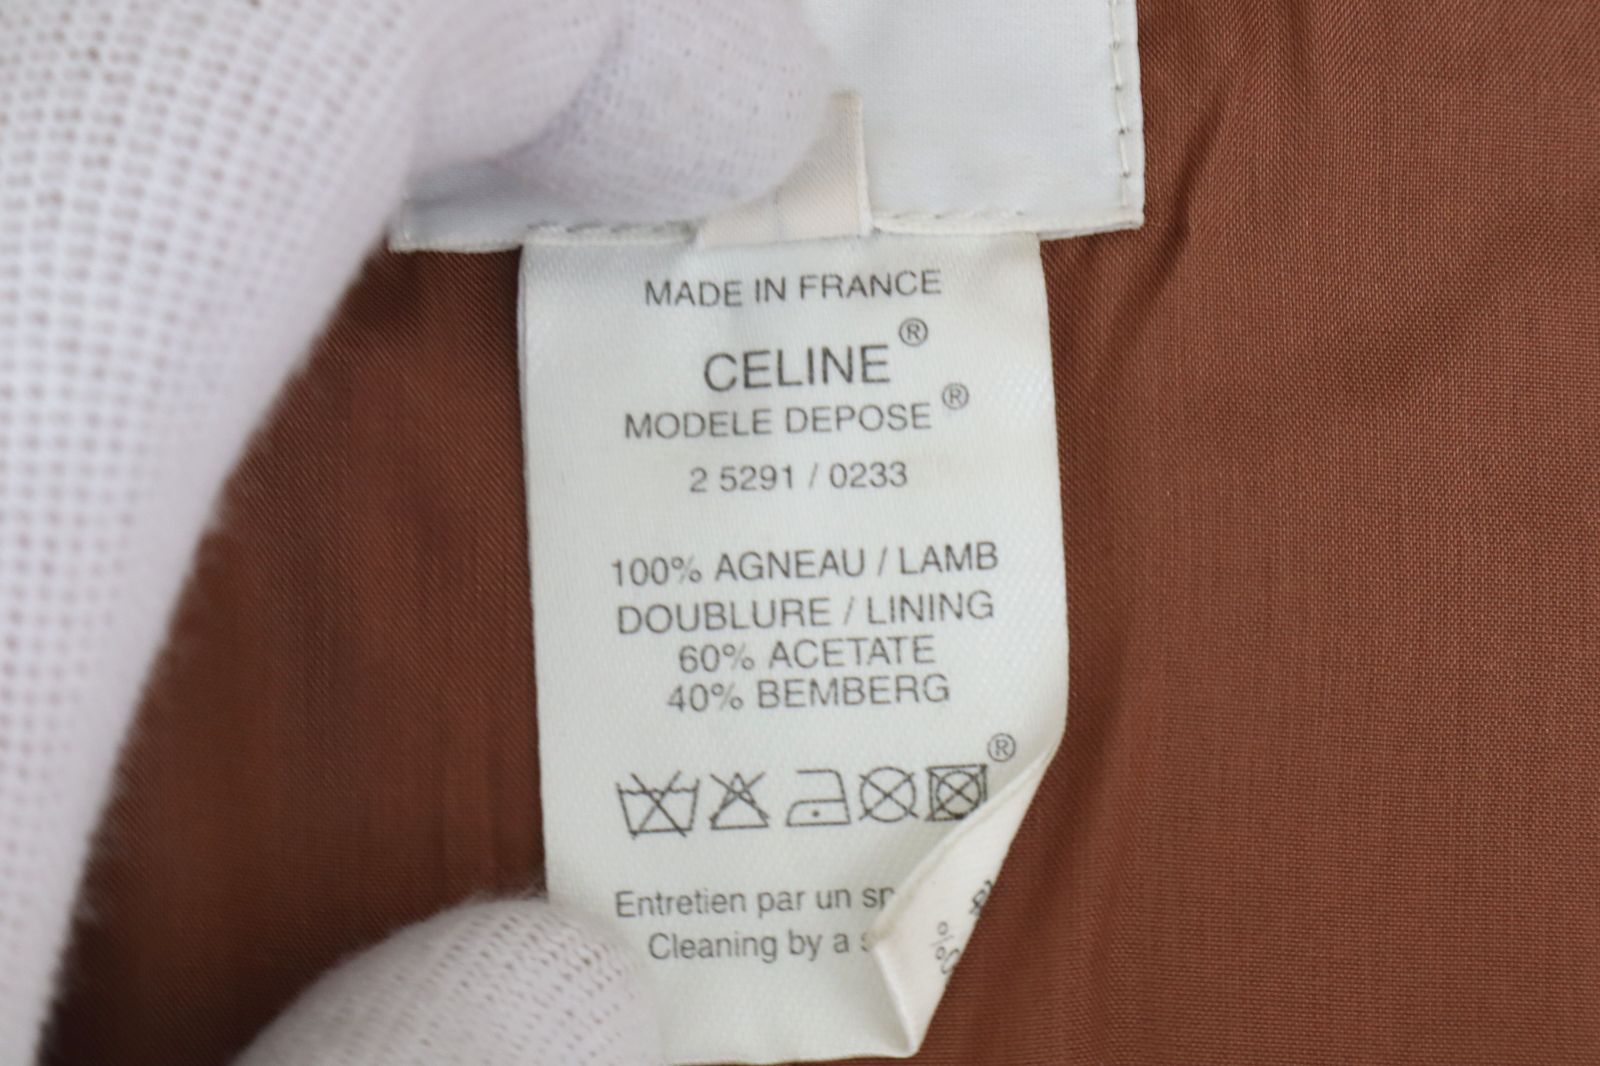 MADE IN FRANCE
CELINE®
MODELE DEPOSE®
2 5291 / 0233
100% AGNEAU / LAMB
DOUBLURE / LINING
60% ACETATE
40% BEMBERG
®
Entretien par un
Cleaning by a